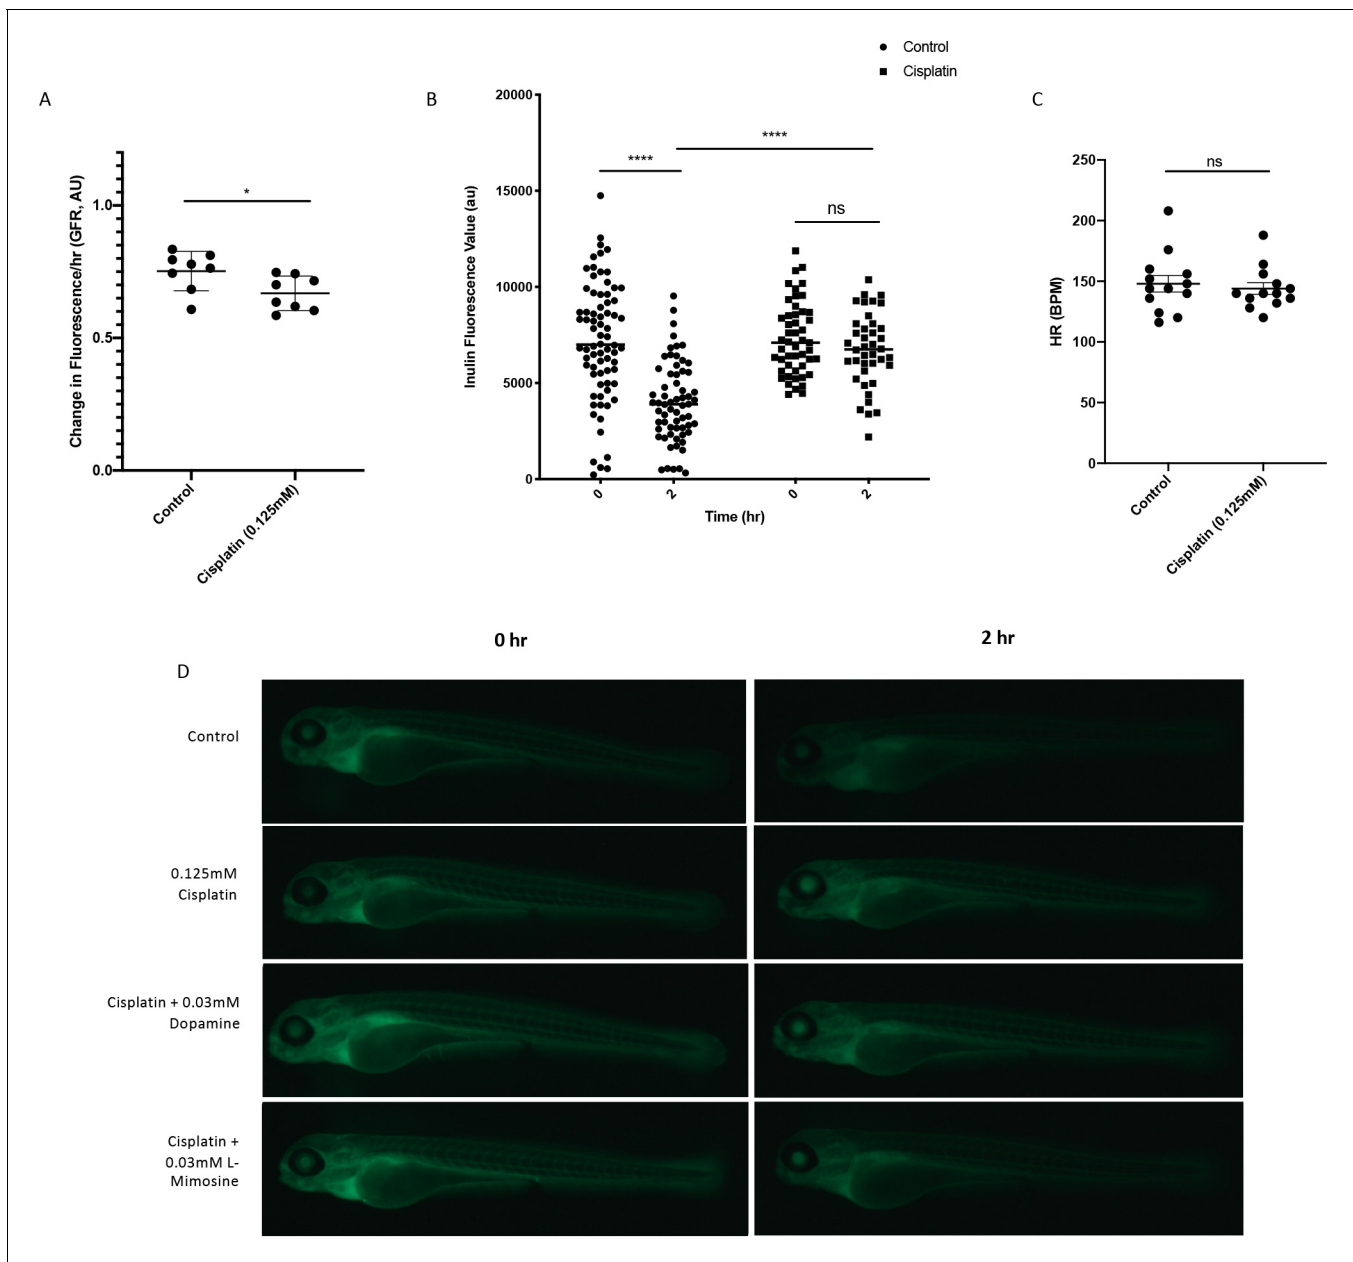 Control
Cisplatin
A
B
C
20000
15000
10000
5000
0
Inulin Fluorescence Value (au)
****
****
ns
0
2
0
2
Time (hr)
1.0
0.5
0.0
Change in Fluorescence/hr (GFR, AU)
*
Control
Cisplatin (0.125mM)
250
200
150
100
50
0
HR (BPM)
ns
Control
Cisplatin (0.125mM)
0 hr
2 hr
D
Control
0.125mM
Cisplatin
Cisplatin + 0.03mM
Dopamine
Cisplatin +
0.03mM L-
Mimosine